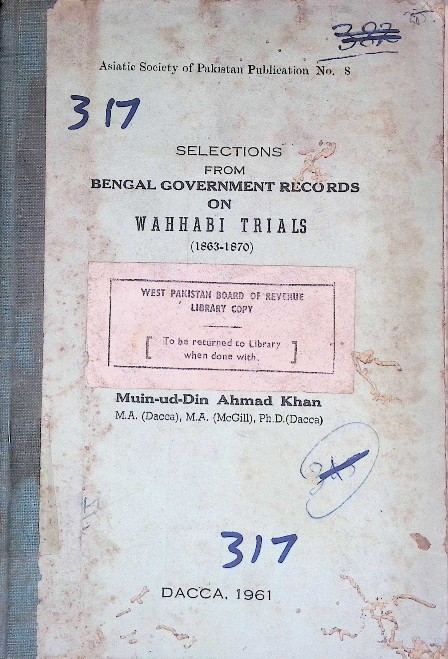 382
Asiatic Society of Pakistan Publication No. 8
317
SELECTIONS
FROM
BENGAL GOVERNMENT RECORDS
ON
WAHHABI TRIALS
(1863-1870)
WEST PAKISTAN BOARD OF REVENUE
LIBRARY COPY
To be returned to Library
when done with.
Muin-ud-Din Ahmad Khan
M.A. (Dacca), M.A. (McGill), Ph.D.(Dacca)
317
DACCA, 1961